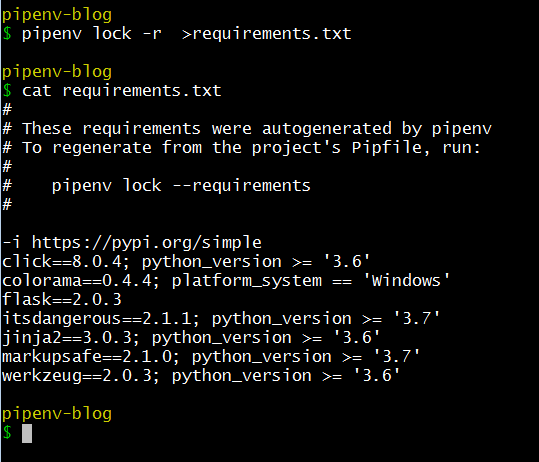 pipenv-blog
$ pipenv lock -r  >requirements.txt
pipenv-blog
$ cat requirements.txt
#
# These requirements were autogenerated by pipenv
# To regenerate from the project's Pipfile, run:
#
#    pipenv lock --requirements
#
-i https://pypi.org/simple
click==8.0.4; python_version >= '3.6'
colorama==0.4.4; platform_system == 'Windows'
flask==2.0.3
itsdangerous==2.1.1; python_version >= '3.7'
jinja2==3.0.3; python_version >= '3.6'
markupsafe==2.1.0; python_version >= '3.7'
werkzeug==2.0.3; python_version >= '3.6'
pipenv-blog
$